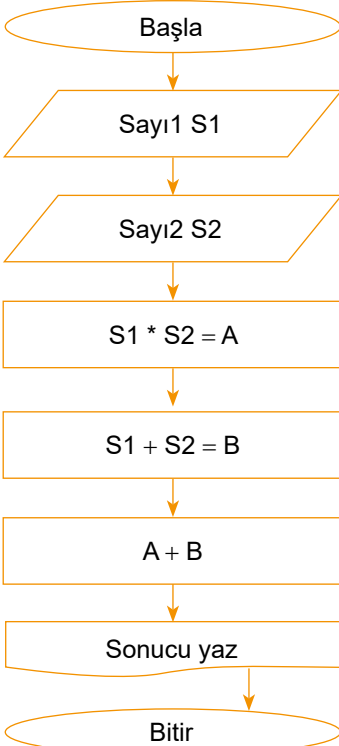 Başla
Sayı1 S1
Sayı2 S2
S1 * S2 = A
S1 + S2 = B
A + B
Sonucu yaz
Bitir